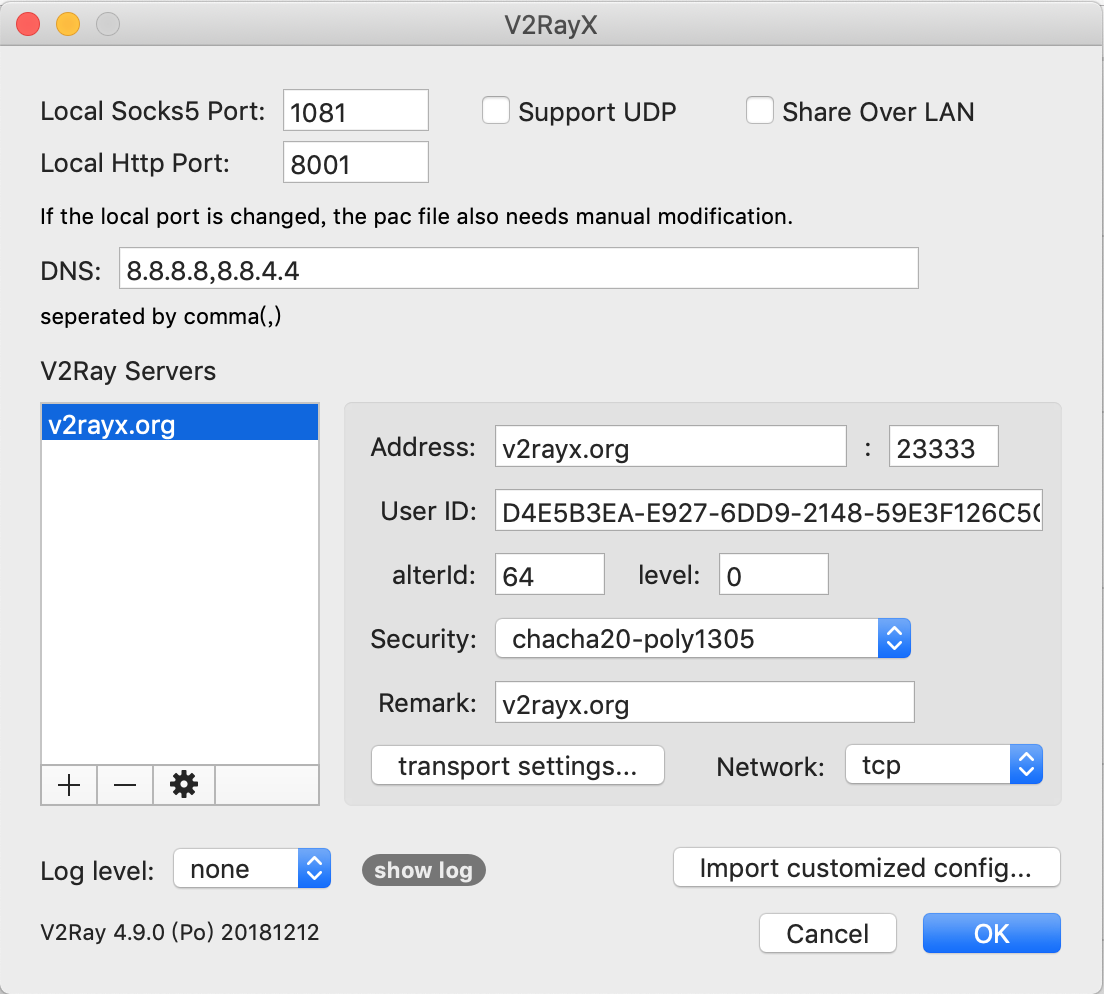 V2RayX
Local Socks5 Port: 1081 Support UDP Share Over LAN
Local Http Port: 8001
If the local port is changed, the pac file also needs manual modification.
DNS: 8.8.8.8,8.8.4.4
seperated by comma(,)
V2Ray Servers
v2rayx.org
Address: v2rayx.org : 23333
User ID: D4E5B3EA-E927-6DD9-2148-59E3F126C5
alterId: 64 level: 0
Security: chacha20-poly1305
Remark: v2rayx.org
transport settings... Network: tcp
Log level: none show log Import customized config...
V2Ray 4.9.0 (Po) 20181212
Cancel OK